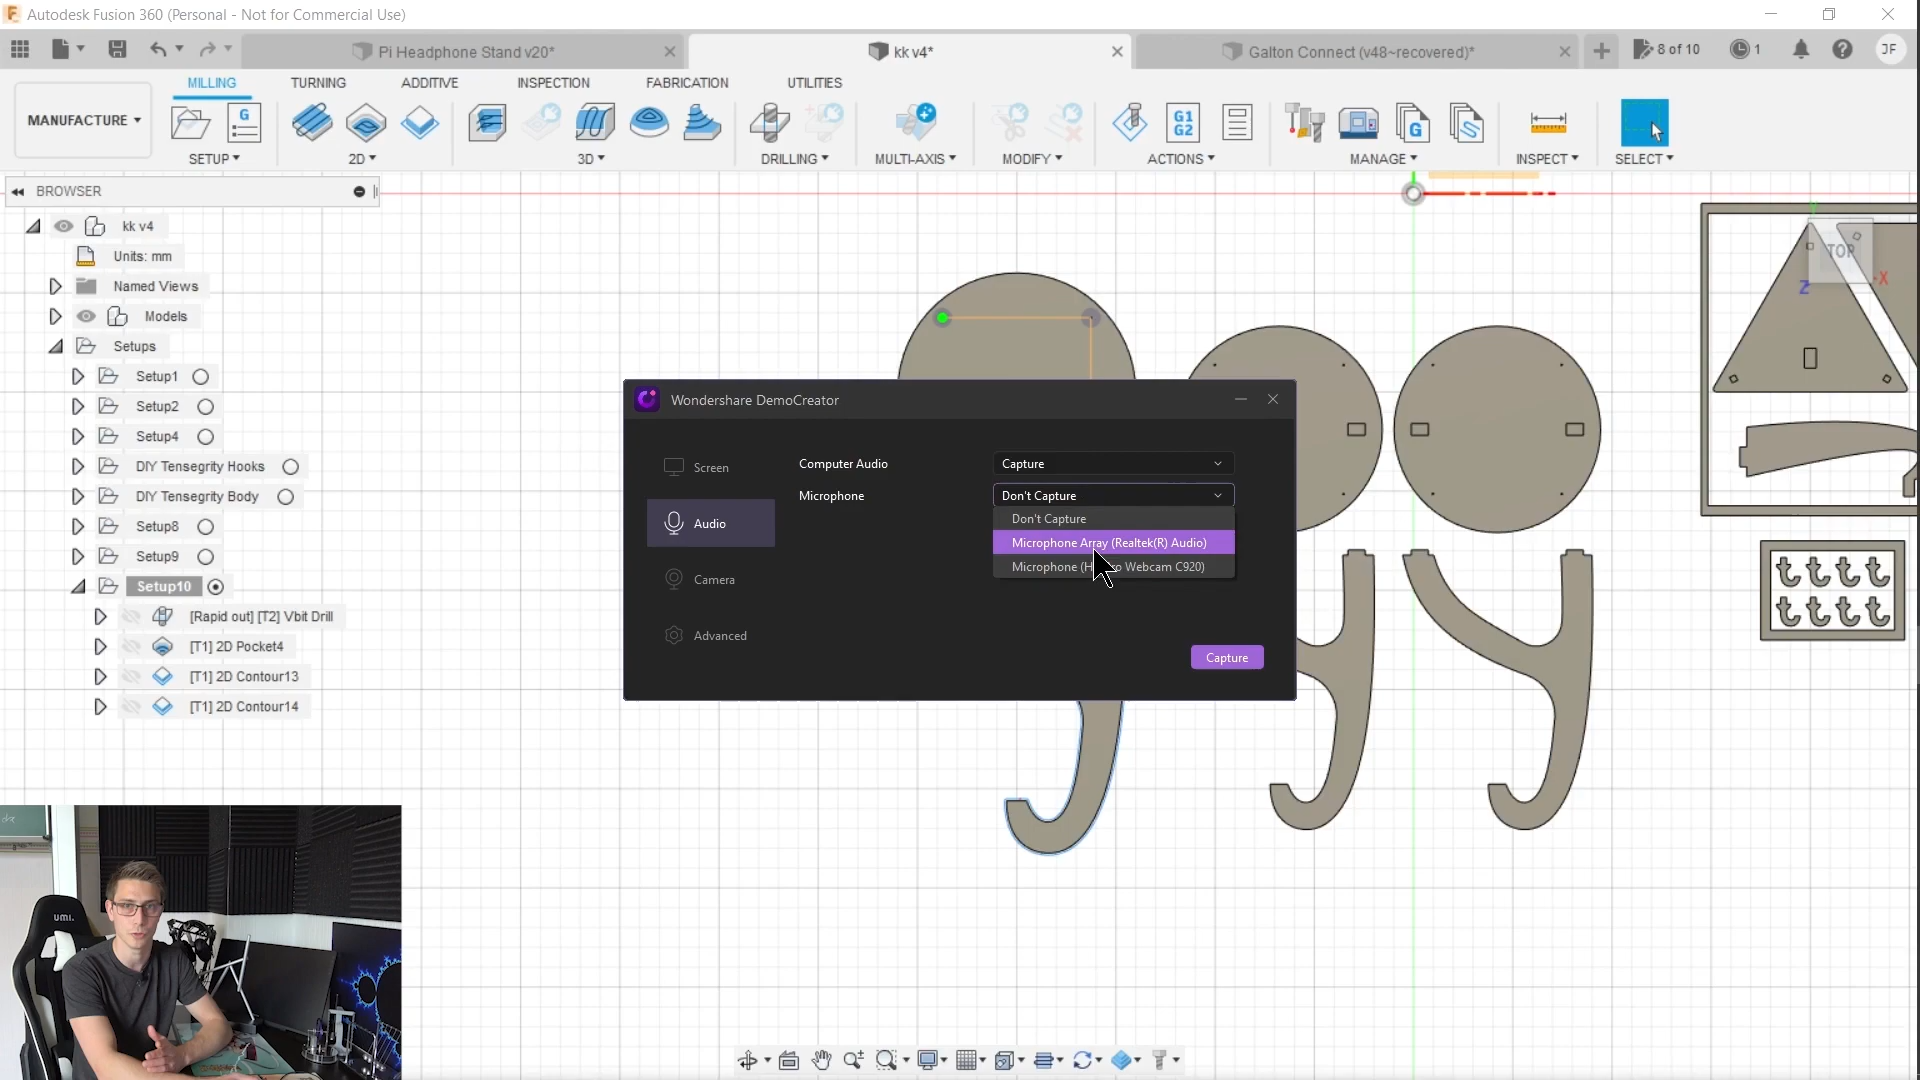 Autodesk Fusion 360 (Personal - Not for Commercial Use)
Pi Headphone Stand v20*
kk v4*
Galton Connect (v48~recovered)*
8 of 10
1
JF
MANUFACTURE
MILLING
TURNING
ADDITIVE
INSPECTION
FABRICATION
UTILITIES
G
G1
G2
G
SETUP
2D
3D
DRILLING
MULTI-AXIS
MODIFY
ACTIONS
MANAGE
INSPECT
SELECT
BROWSER
kk v4
Units: mm
Named Views
Models
Setups
Setup1
Setup2
Setup4
DIY Tensegrity Hooks
DIY Tensegrity Body
Setup8
Setup9
Setup10
[Rapid out] [T2] Vbit Drill
[T1] 2D Pocket4
[T1] 2D Contour13
[T1] 2D Contour14
TOP
Z
X
Y
Wondershare DemoCreator
Screen
Audio
Camera
Advanced
Computer Audio
Capture
Microphone
Don't Capture
Don't Capture
Microphone Array (Realtek(R) Audio)
Microphone (H
o Webcam C920)
Capture
UMI.